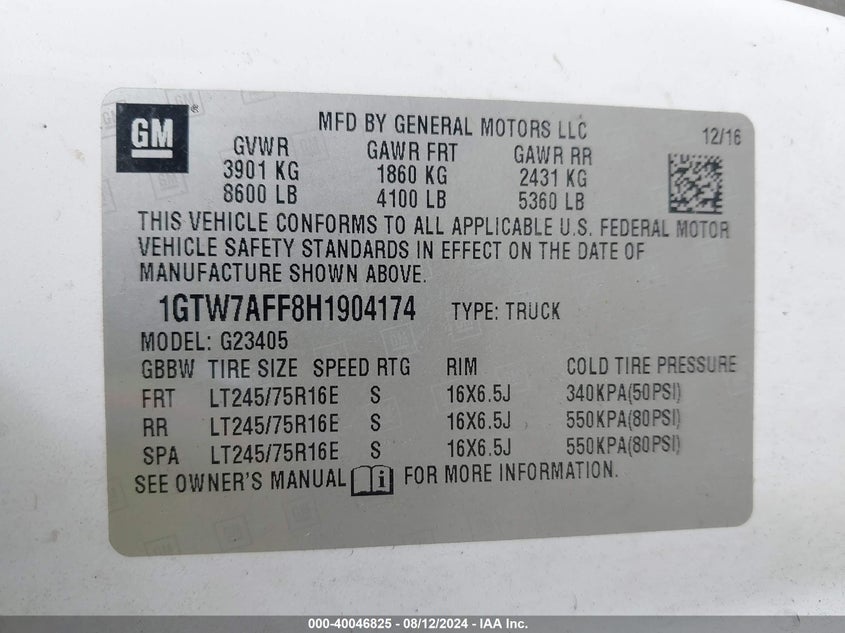 GM®
MFD BY GENERAL MOTORS LLC 12/16
GVWR GAWR FRT GAWR RR
3901 KG 1860 KG 2431 KG
8600 LB 4100 LB 5360 LB
THIS VEHICLE CONFORMS TO ALL APPLICABLE U.S. FEDERAL MOTOR
VEHICLE SAFETY STANDARDS IN EFFECT ON THE DATE OF
MANUFACTURE SHOWN ABOVE.
1GTW7AFF8H1904174 TYPE: TRUCK
MODEL: G23405
GBBW TIRE SIZE SPEED RTG RIM COLD TIRE PRESSURE
FRT LT245/75R16E S 16X6.5J 340KPA(50PSI)
RR LT245/75R16E S 16X6.5J 550KPA(80PSI)
SPA LT245/75R16E S 16X6.5J 550KPA(80PSI)
SEE OWNER'S MANUAL i FOR MORE INFORMATION.
000-40046825 - 08/12/2024 - IAA Inc.